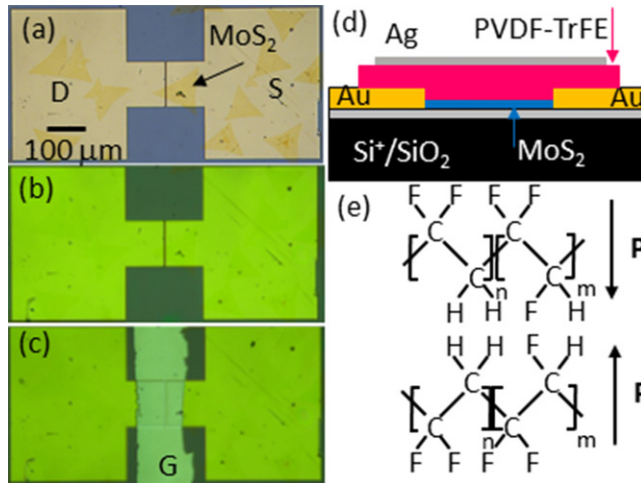 (a)
MoS₂
D
S
100 μm
(b)
(c)
G
(d)
Ag
PVDF-TrFE
Au
Au
Si⁺/SiO₂
MoS₂
(e)
F F F F
C C
P
[ ] [ ]
C n C m
H H F H
H H F H
C C
P
[ ] [ ]
C n C m
F F F F